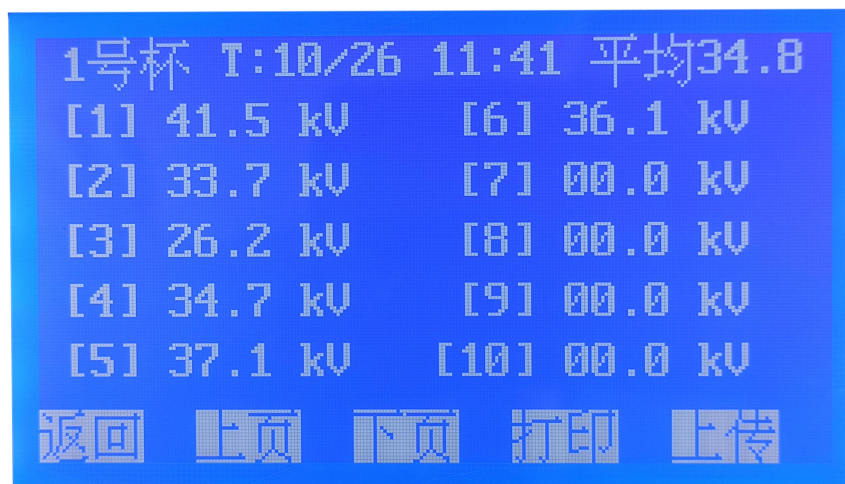 1号杯 T:10/26 11:41 平均34.8
[1] 41.5 kV [6] 36.1 kV
[2] 33.7 kV [7] 00.0 kV
[3] 26.2 kV [8] 00.0 kV
[4] 34.7 kV [9] 00.0 kV
[5] 37.1 kV [10] 00.0 kV
返回 上页 下页 打印 上传